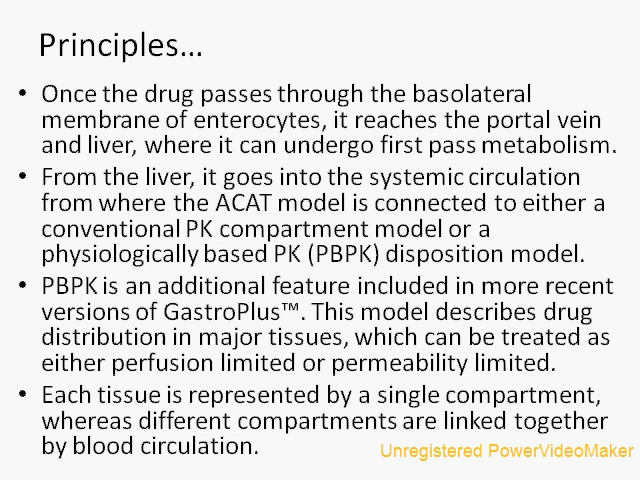 Principles…
• Once the drug passes through the basolateral
membrane of enterocytes, it reaches the portal vein
and liver, where it can undergo first pass metabolism.
• From the liver, it goes into the systemic circulation
from where the ACAT model is connected to either a
conventional PK compartment model or a
physiologically based PK (PBPK) disposition model.
• PBPK is an additional feature included in more recent
versions of GastroPlus™. This model describes drug
distribution in major tissues, which can be treated as
either perfusion limited or permeability limited.
• Each tissue is represented by a single compartment,
whereas different compartments are linked together
by blood circulation.
Unregistered PowerVideoMaker